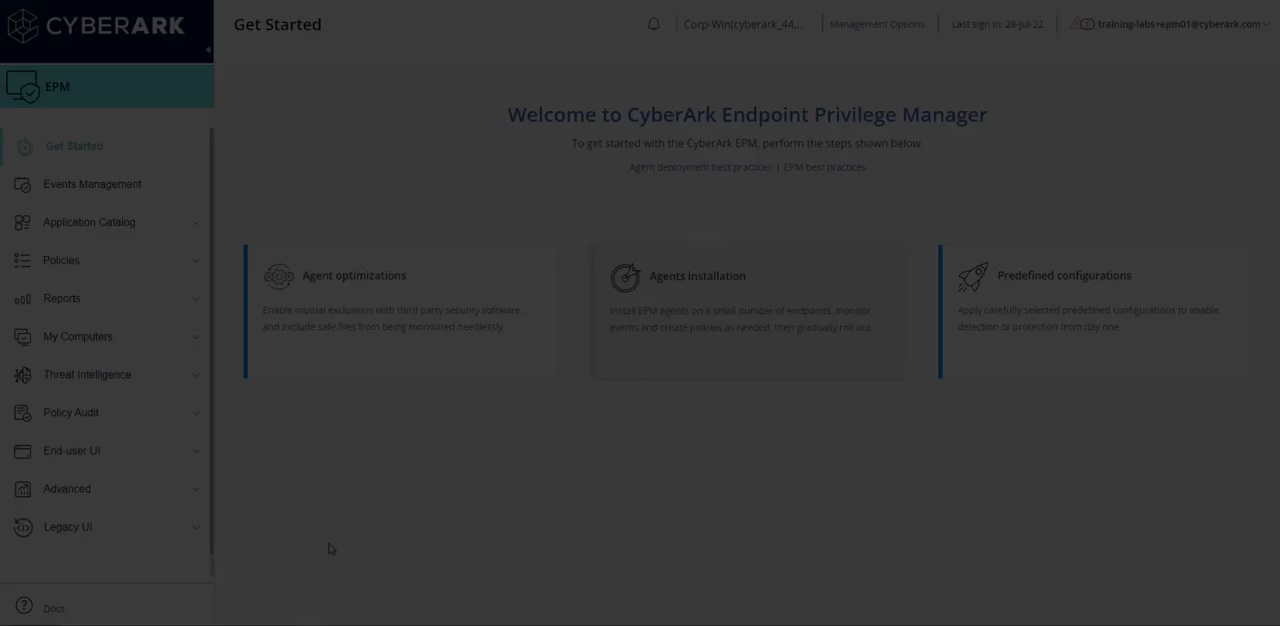 CYBERARK
Get Started
Corp-Win(cyberark_44...
Management Options
Last sign in: 28-Jul-22
training-labs+epm01@cyberark.com
EPM
Get Started
Events Management
Application Catalog
Policies
Reports
My Computers
Threat Intelligence
Policy Audit
End-user UI
Advanced
Legacy UI
Docs
Welcome to CyberArk Endpoint Privilege Manager
To get started with the CyberArk EPM, perform the steps shown below.
Agent deployment best practices | EPM best practices
Agent optimizations
Enable mutual exclusions with third party security software,
and exclude safe files from being monitored needlessly
Agents installation
Install EPM agents on a small number of endpoints, monitor
events and create policies as needed, then gradually roll out
Predefined configurations
Apply carefully selected predefined configurations to enable
detection or protection from day one